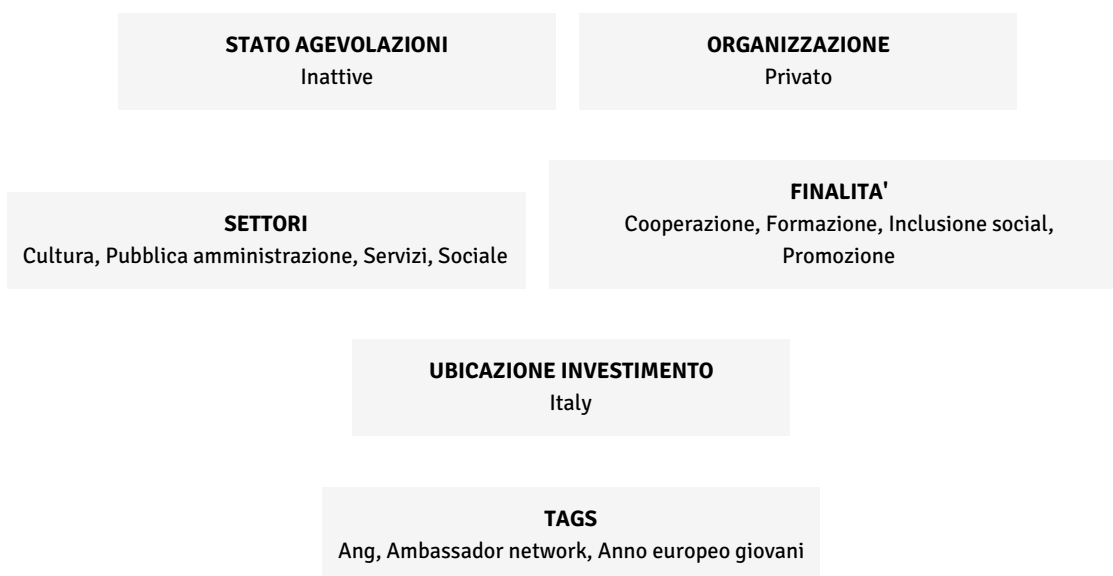 STATO AGEVOLAZIONI
Inattive
ORGANIZZAZIONE
Privato
SETTORI
Cultura, Pubblica amministrazione, Servizi, Sociale
FINALITA'
Cooperazione, Formazione, Inclusione social,
Promozione
UBICAZIONE INVESTIMENTO
Italy
TAGS
Ang, Ambassador network, Anno europeo giovani